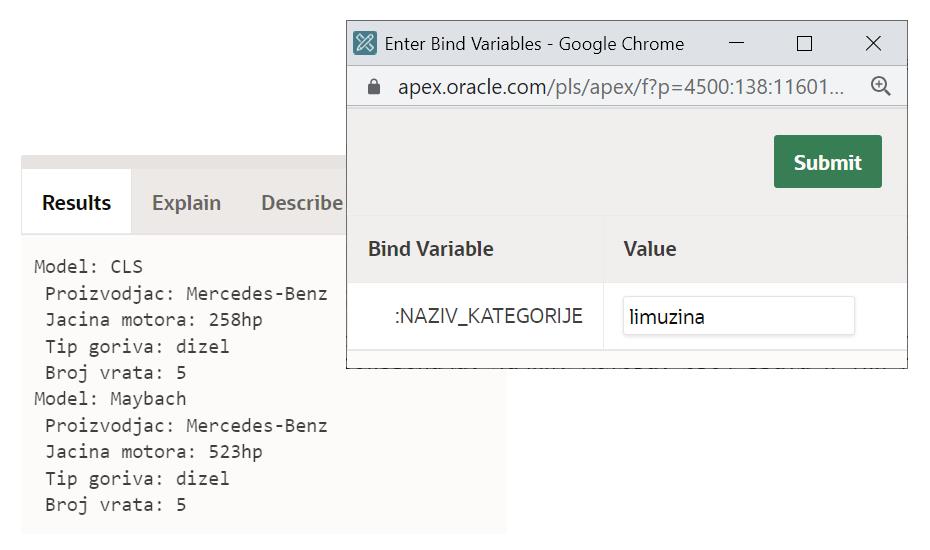 Enter Bind Variables - Google Chrome
apex.oracle.com/pls/apex/f?p=4500:138:11601...
Submit
Bind Variable Value
:NAZIV_KATEGORIJE limuzina
Results Explain Describe
Model: CLS
Proizvodjac: Mercedes-Benz
Jacina motora: 258hp
Tip goriva: dizel
Broj vrata: 5
Model: Maybach
Proizvodjac: Mercedes-Benz
Jacina motora: 523hp
Tip goriva: dizel
Broj vrata: 5